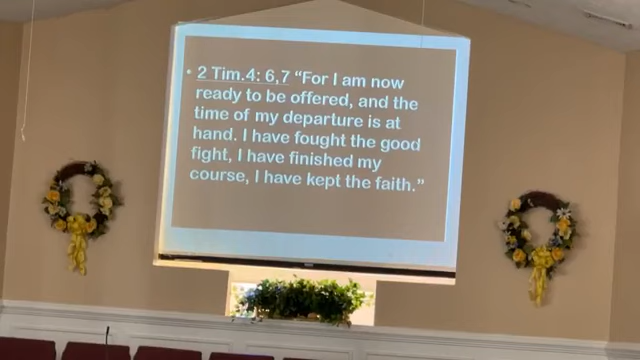 • 2 Tim.4: 6,7 “For I am now
ready to be offered, and the
time of my departure is at
hand. I have fought the good
fight, I have finished my
course, I have kept the faith.”